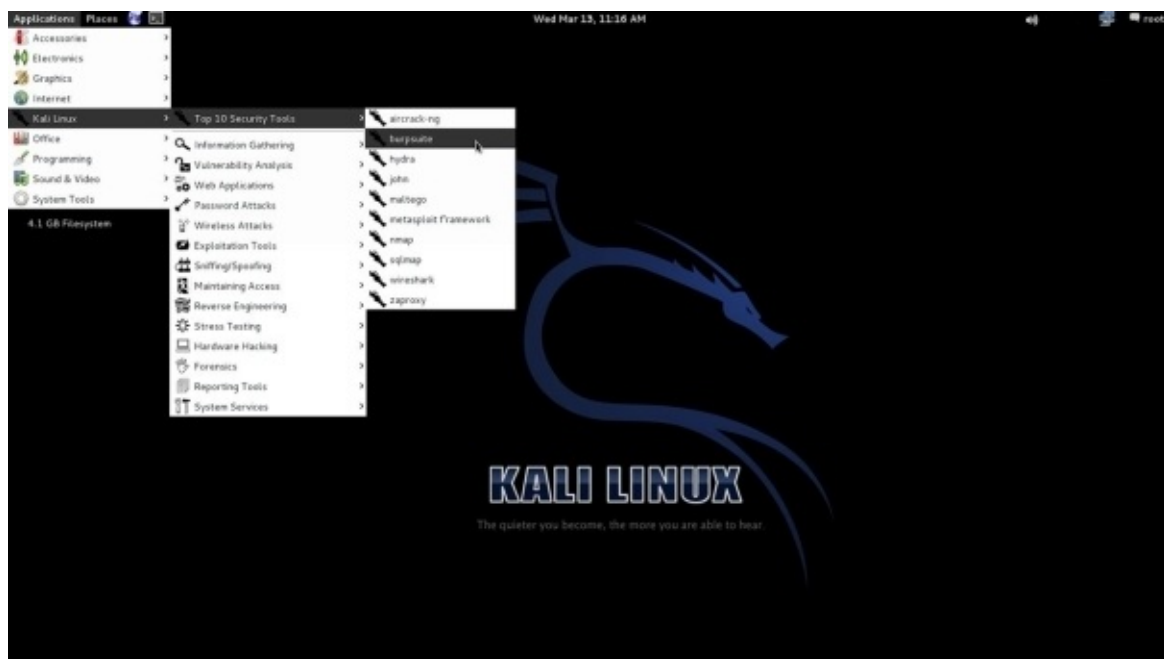 Applications Places
Wed Mar 13, 11:16 AM
root
Accessories
Electronics
Graphics
Internet
Kali Linux
Office
Programming
Sound & Video
System Tools
4.1 GB Filesystem
Top 10 Security Tools
Information Gathering
Vulnerability Analysis
Web Applications
Password Attacks
Wireless Attacks
Exploitation Tools
Sniffing/Spoofing
Maintaining Access
Reverse Engineering
Stress Testing
Hardware Hacking
Forensics
Reporting Tools
System Services
aircrack-ng
burpsuite
hydra
john
maltego
metasploit framework
nmap
sqlmap
wireshark
zaproxy
KALI LINUX
The quieter you become, the more you are able to hear.